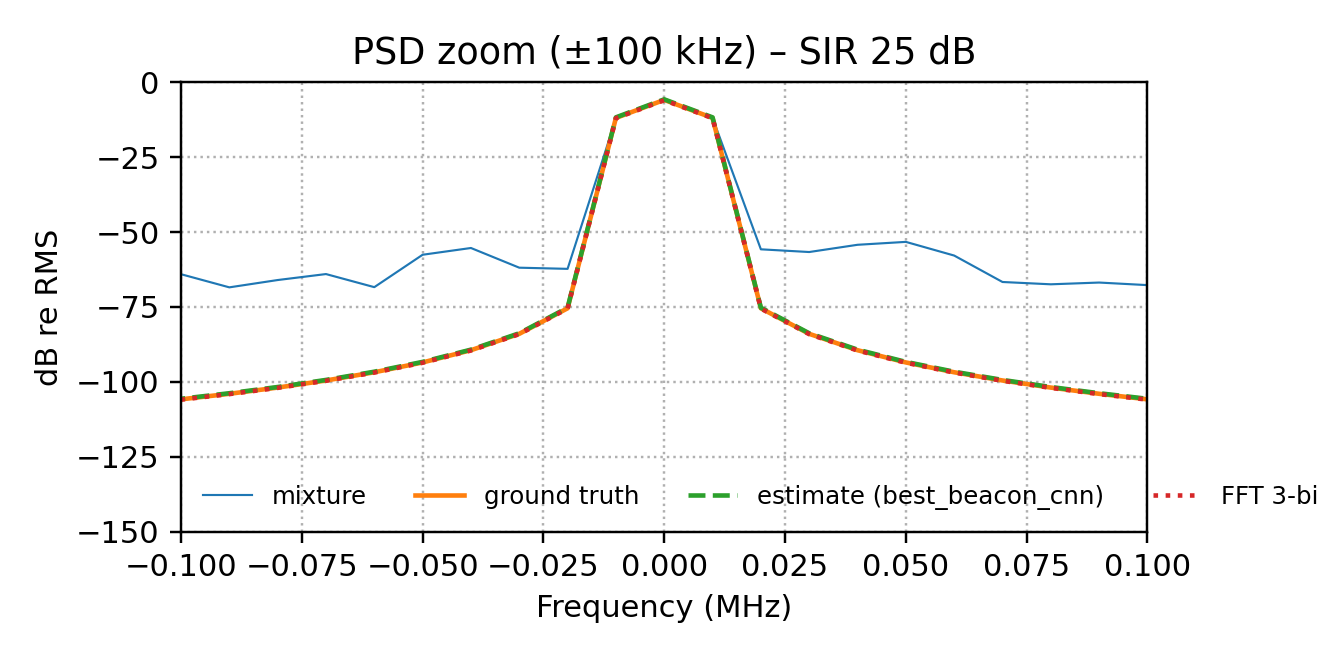 PSD zoom (±100 kHz) – SIR 25 dB
0
−25
−50
−75
−100
−125
−150
dB re RMS
mixture ground truth estimate (best_beacon_cnn) FFT 3-bi
−0.100 −0.075 −0.050 −0.025 0.000 0.025 0.050 0.075 0.100
Frequency (MHz)